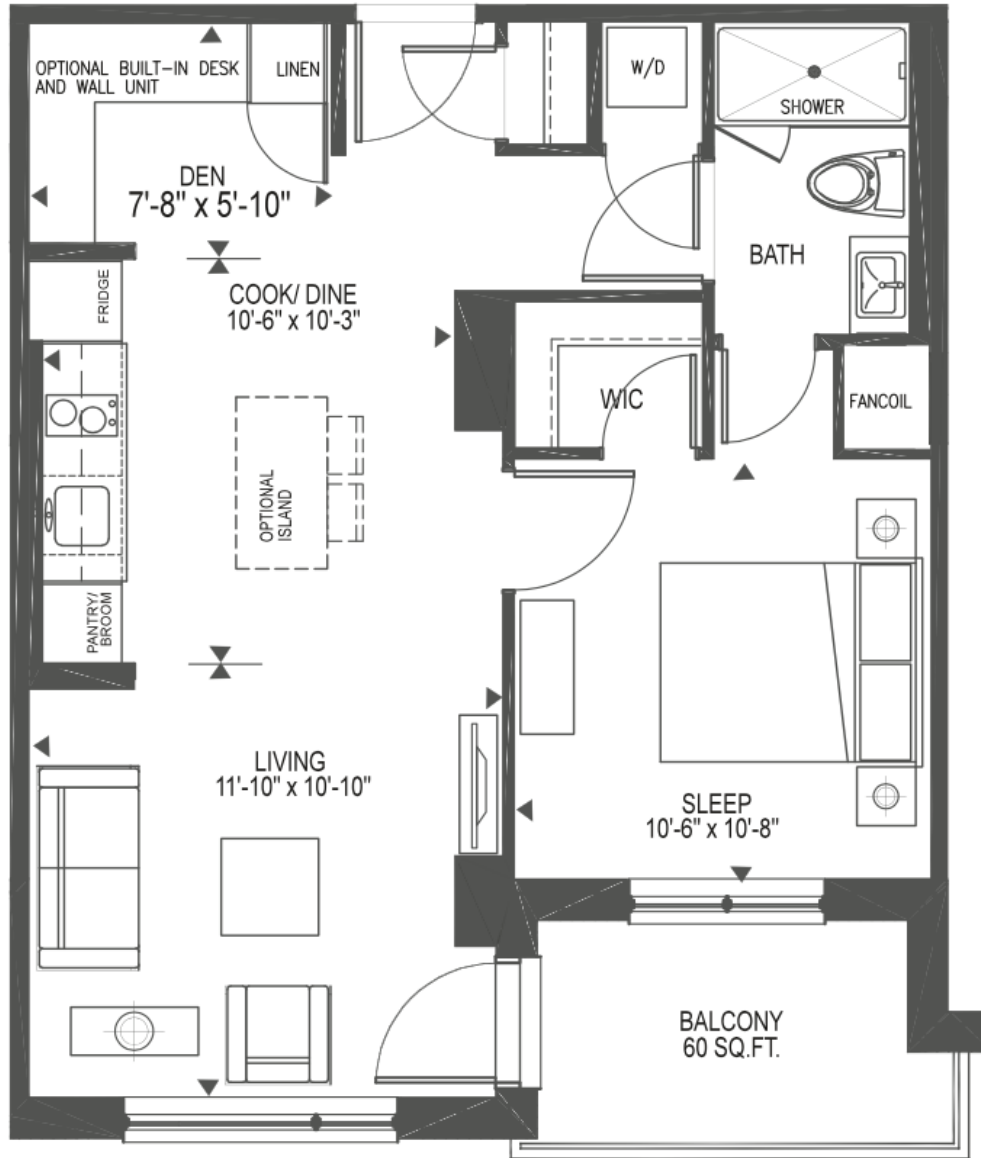 OPTIONAL BUILT-IN DESK
AND WALL UNIT
LINEN
W/D
SHOWER
DEN
7'-8" x 5'-10"
BATH
FRIDGE
COOK/ DINE
10'-6" x 10'-3"
WIC
FANCOIL
OPTIONAL
ISLAND
PANTRY/
BROOM
LIVING
11'-10" x 10'-10"
SLEEP
10'-6" x 10'-8"
BALCONY
60 SQ.FT.